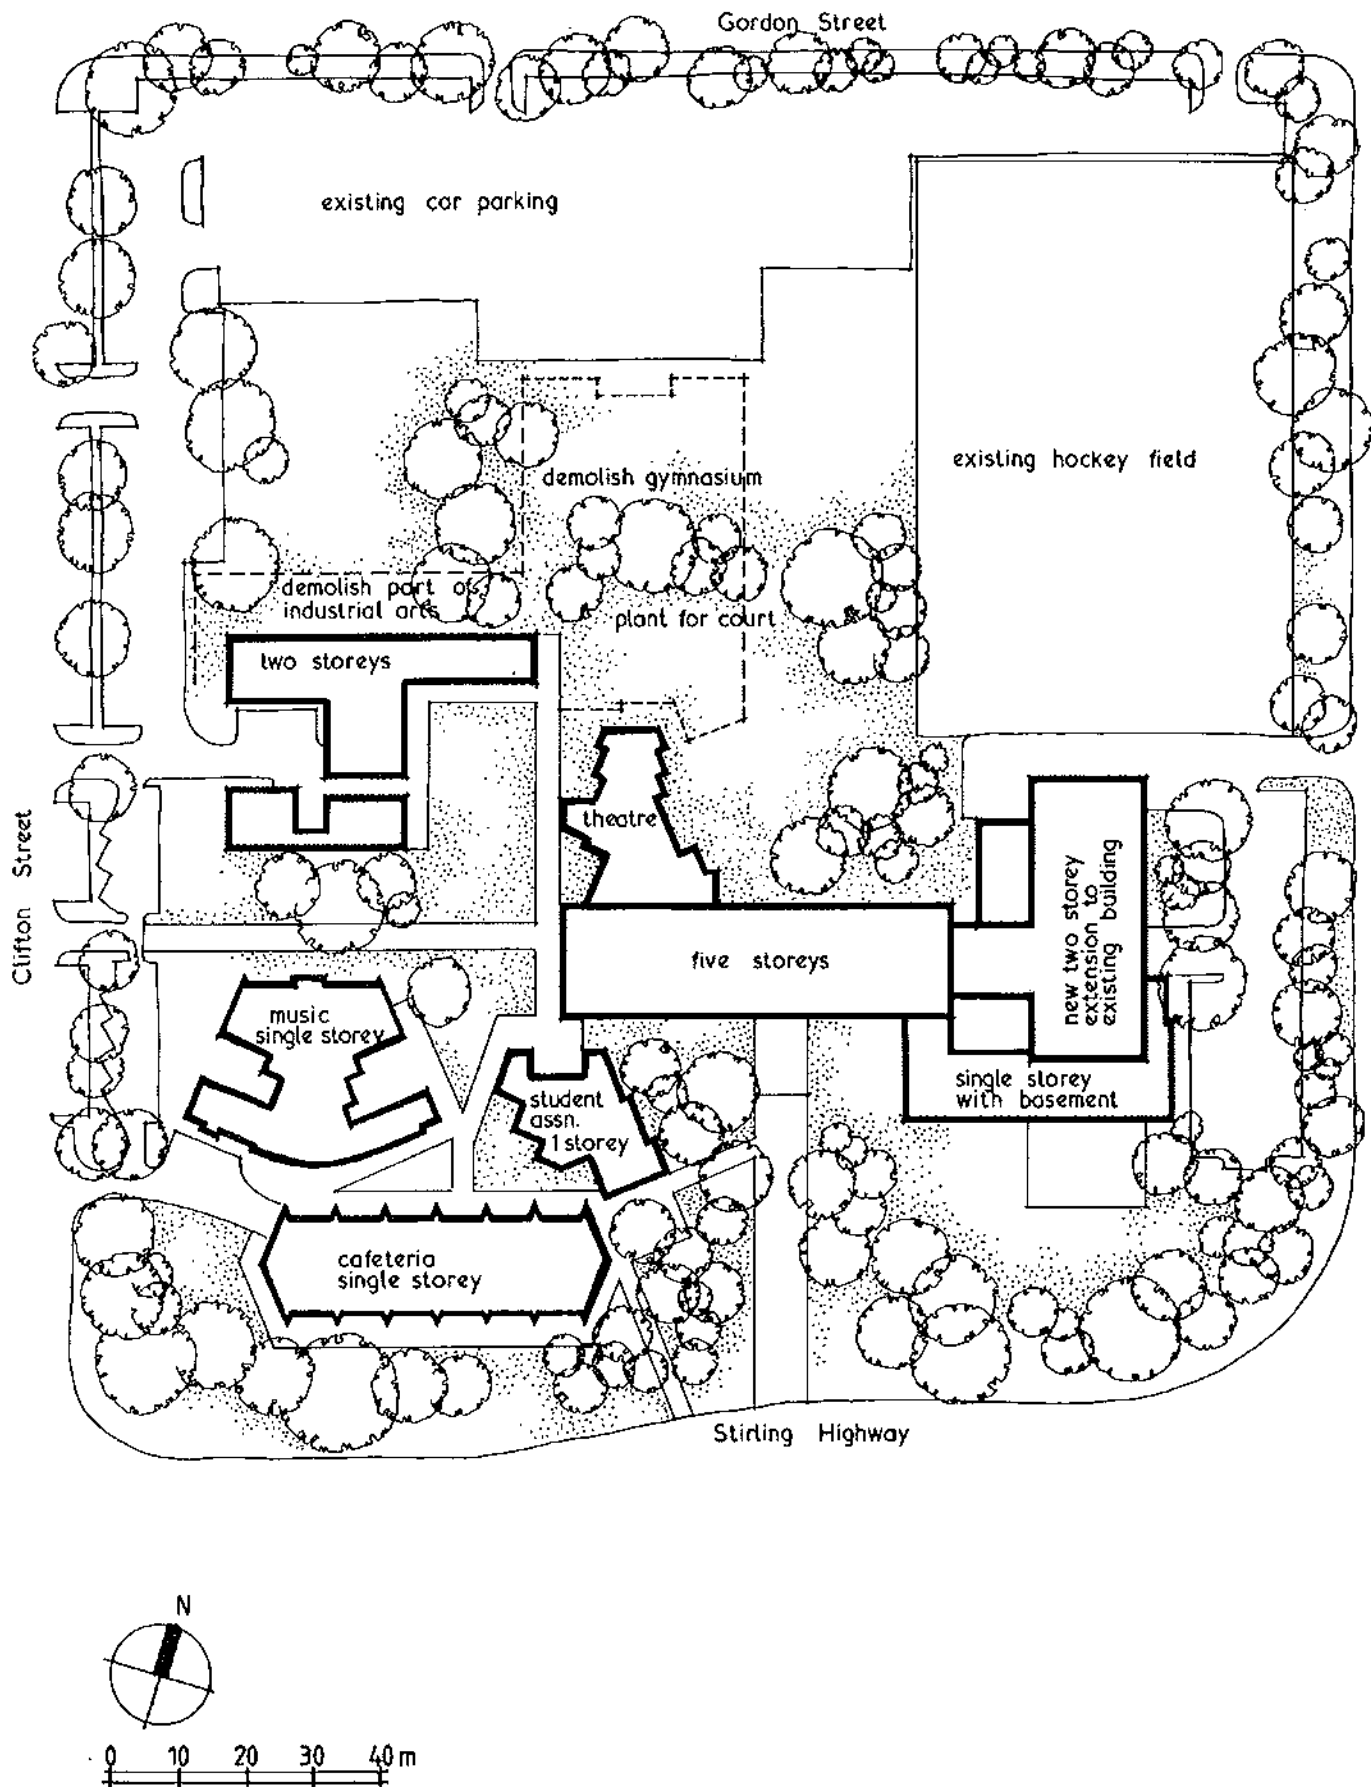 Gordon Street
existing car parking
existing hockey field
demolish gymnasium
demolish part of
industrial arts
plant for court
two storeys
theatre
Clifton Street
five storeys
new two storey
extension to
existing building
music
single storey
student
assn.
1 storey
single storey
with basement
cafeteria
single storey
Stirling Highway
N
0 10 20 30 40 m